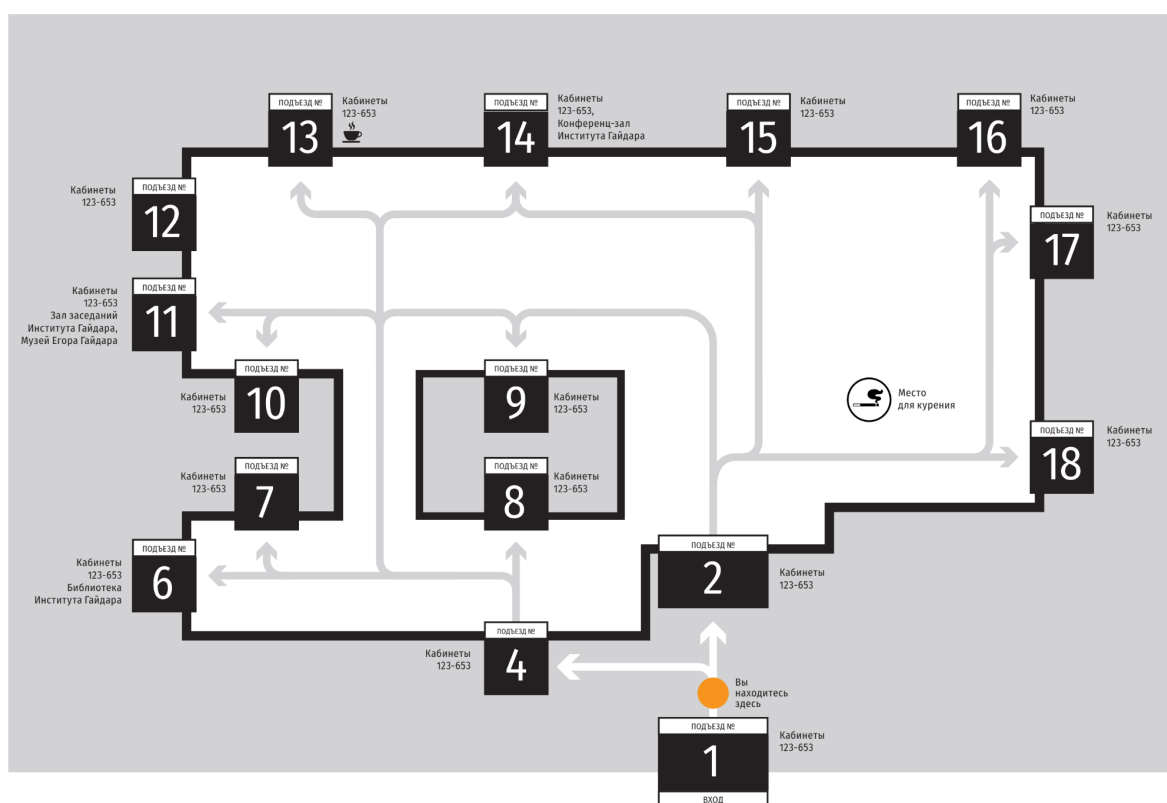 ПОДЪЕЗД №
13
Кабинеты
123-653
ПОДЪЕЗД №
14
Кабинеты
123-653,
Конференц-зал
Института Гайдара
ПОДЪЕЗД №
15
Кабинеты
123-653
ПОДЪЕЗД №
16
Кабинеты
123-653
Кабинеты
123-653
ПОДЪЕЗД №
12
ПОДЪЕЗД №
17
Кабинеты
123-653
Кабинеты
123-653
Зал заседаний
Института Гайдара,
Музей Егора Гайдара
ПОДЪЕЗД №
11
Кабинеты
123-653
ПОДЪЕЗД №
10
ПОДЪЕЗД №
9
Кабинеты
123-653
Место
для курения
ПОДЪЕЗД №
18
Кабинеты
123-653
Кабинеты
123-653
ПОДЪЕЗД №
7
ПОДЪЕЗД №
8
Кабинеты
123-653
Кабинеты
123-653
Библиотека
Института Гайдара
ПОДЪЕЗД №
6
ПОДЪЕЗД №
2
Кабинеты
123-653
Кабинеты
123-653
ПОДЪЕЗД №
4
Вы
находитесь
здесь
ПОДЪЕЗД №
1
ВХОД
Кабинеты
123-653